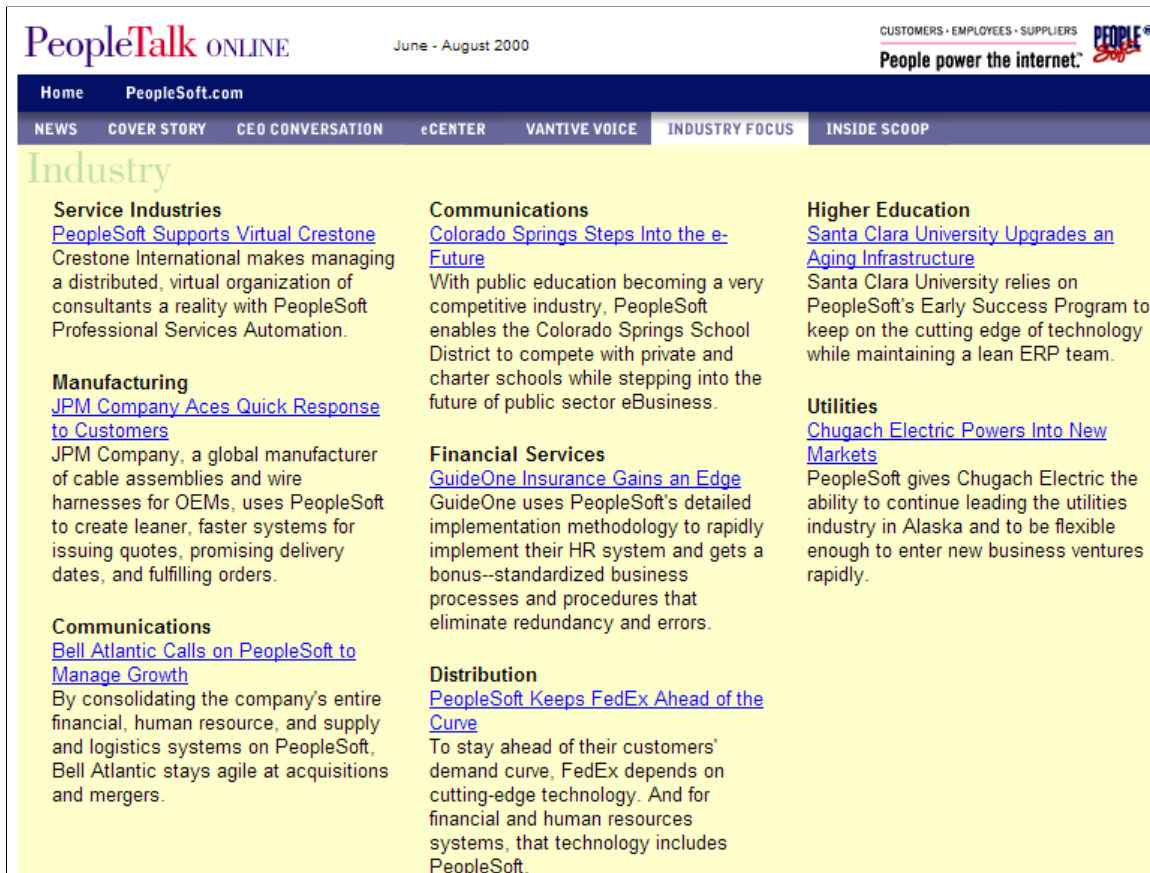 PeopleTalk ONLINE
June - August 2000
CUSTOMERS • EMPLOYEES • SUPPLIERS
People power the internet.™
PEOPLE Soft®
Home PeopleSoft.com
NEWS COVER STORY CEO CONVERSATION eCENTER VANTIVE VOICE INDUSTRY FOCUS INSIDE SCOOP
Industry
Service Industries
PeopleSoft Supports Virtual Crestone
Crestone International makes managing
a distributed, virtual organization of
consultants a reality with PeopleSoft
Professional Services Automation.
Manufacturing
JPM Company Aces Quick Response
to Customers
JPM Company, a global manufacturer
of cable assemblies and wire
harnesses for OEMs, uses PeopleSoft
to create leaner, faster systems for
issuing quotes, promising delivery
dates, and fulfilling orders.
Communications
Bell Atlantic Calls on PeopleSoft to
Manage Growth
By consolidating the company's entire
financial, human resource, and supply
and logistics systems on PeopleSoft,
Bell Atlantic stays agile at acquisitions
and mergers.
Communications
Colorado Springs Steps Into the e-
Future
With public education becoming a very
competitive industry, PeopleSoft
enables the Colorado Springs School
District to compete with private and
charter schools while stepping into the
future of public sector eBusiness.
Financial Services
GuideOne Insurance Gains an Edge
GuideOne uses PeopleSoft's detailed
implementation methodology to rapidly
implement their HR system and gets a
bonus--standardized business
processes and procedures that
eliminate redundancy and errors.
Distribution
PeopleSoft Keeps FedEx Ahead of the
Curve
To stay ahead of their customers'
demand curve, FedEx depends on
cutting-edge technology. And for
financial and human resources
systems, that technology includes
PeopleSoft.
Higher Education
Santa Clara University Upgrades an
Aging Infrastructure
Santa Clara University relies on
PeopleSoft's Early Success Program to
keep on the cutting edge of technology
while maintaining a lean ERP team.
Utilities
Chugach Electric Powers Into New
Markets
PeopleSoft gives Chugach Electric the
ability to continue leading the utilities
industry in Alaska and to be flexible
enough to enter new business ventures
rapidly.